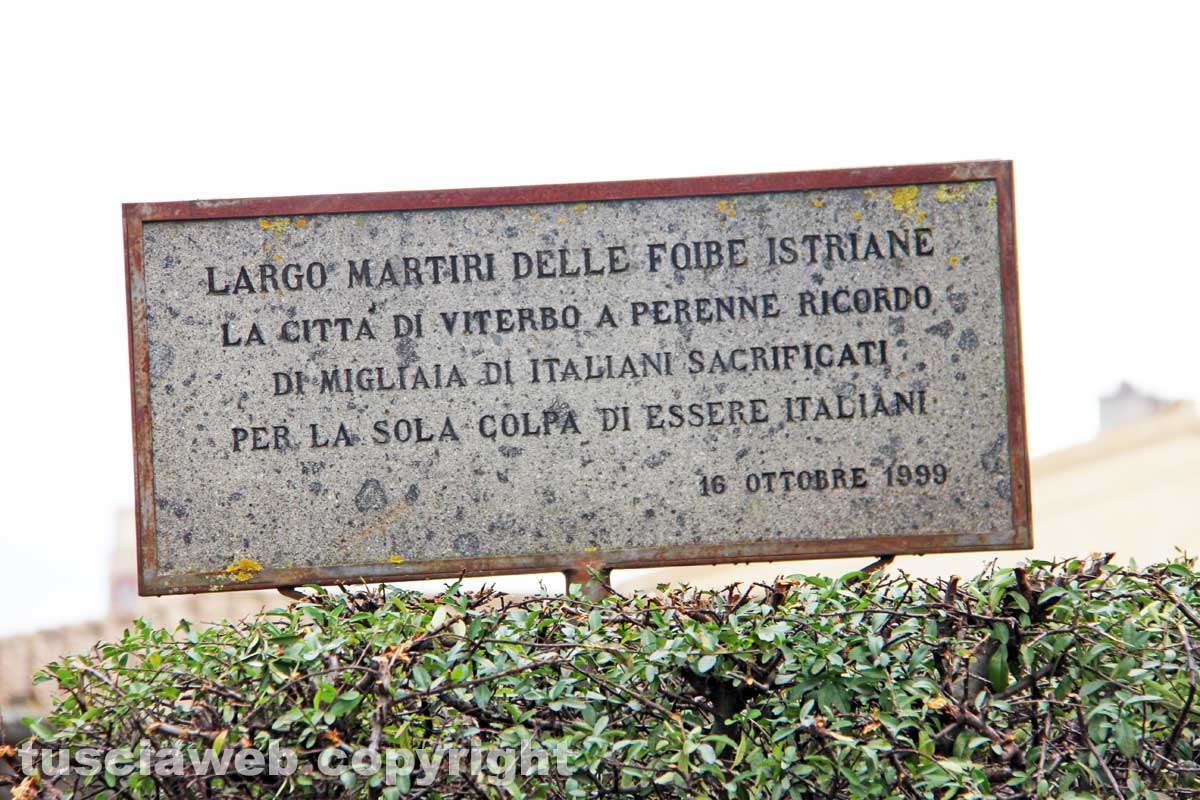 LARGO MARTIRI DELLE FOIBE ISTRIANE
LA CITTÀ DI VITERBO A PERENNE RICORDO
DI MIGLIAIA DI ITALIANI SACRIFICATI
PER LA SOLA COLPA DI ESSERE ITALIANI
16 OTTOBRE 1999
tusciaweb copyright